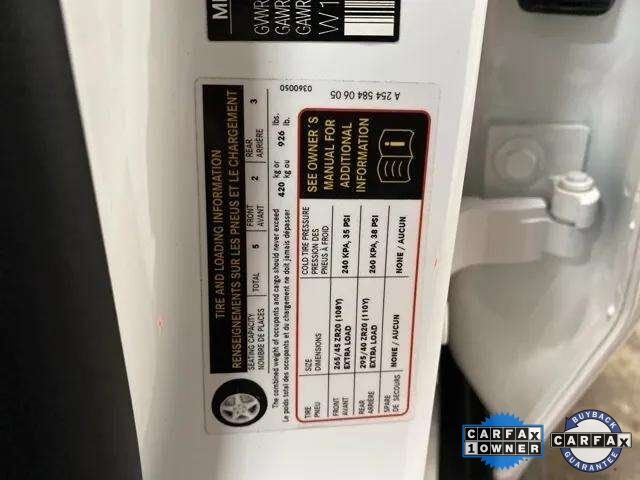 GVWR
GAWR
GAWR
W1
TIRE AND LOADING INFORMATION
RENSEIGNEMENTS SUR LES PNEUS ET LE CHARGEMENT
SEATING CAPACITY
NOMBRE DE PLACES
TOTAL 5
FRONT
AVANT 2
REAR
ARRIÈRE 3
The combined weight of occupants and cargo should never exceed 420 kg or 926 lbs.
Le poids total des occupants et du chargement ne doit jamais dépasser 420 kg ou 926 lb.
TIRE
PNEU
SIZE
DIMENSIONS
COLD TIRE PRESSURE
PRESSION DES
PNEUS À FROID
FRONT
AVANT
265/45 ZR20 (108Y)
EXTRA LOAD
240 KPA, 35 PSI
REAR
ARRIÈRE
295/40 ZR20 (110Y)
EXTRA LOAD
260 KPA, 38 PSI
SPARE
DE SECOURS
NONE / AUCUN
NONE / AUCUN
SEE OWNER´S
MANUAL FOR
ADDITIONAL
INFORMATION
0360050
A 254 584 06 05
CARFAX
1 OWNER
BUYBACK
CARFAX
GUARANTEE